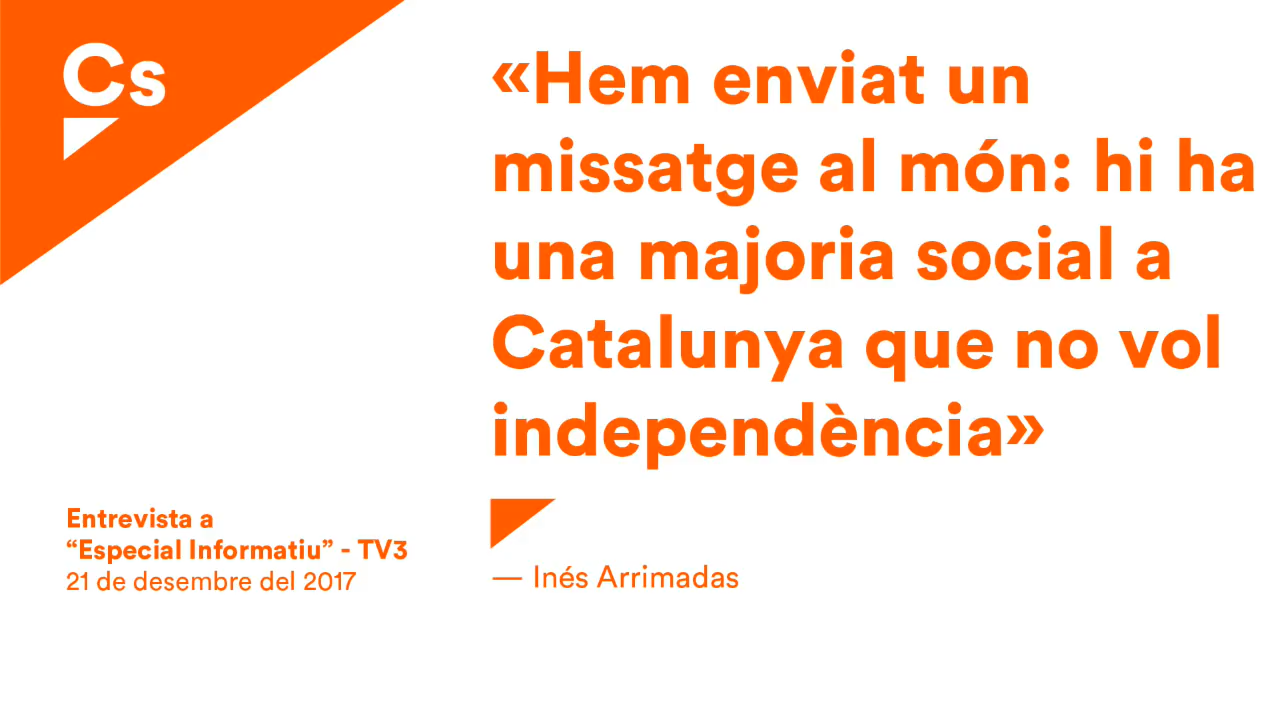 Cs
«Hem enviat un
missatge al món: hi ha
una majoria social a
Catalunya que no vol
independència»
— Inés Arrimadas
Entrevista a
“Especial Informatiu” - TV3
21 de desembre del 2017